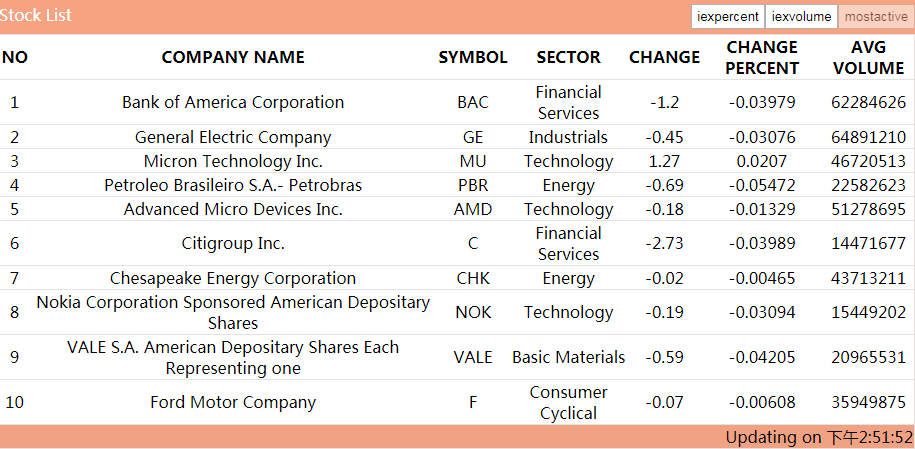 Stock List iexpercent iexvolume mostactive
NO COMPANY NAME SYMBOL SECTOR CHANGE CHANGE PERCENT AVG VOLUME
1 Bank of America Corporation BAC Financial Services -1.2 -0.03979 62284626
2 General Electric Company GE Industrials -0.45 -0.03076 64891210
3 Micron Technology Inc. MU Technology 1.27 0.0207 46720513
4 Petroleo Brasileiro S.A.- Petrobras PBR Energy -0.69 -0.05472 22582623
5 Advanced Micro Devices Inc. AMD Technology -0.18 -0.01329 51278695
6 Citigroup Inc. C Financial Services -2.73 -0.03989 14471677
7 Chesapeake Energy Corporation CHK Energy -0.02 -0.00465 43713211
8 Nokia Corporation Sponsored American Depositary Shares NOK Technology -0.19 -0.03094 15449202
9 VALE S.A. American Depositary Shares Each Representing one VALE Basic Materials -0.59 -0.04205 20965531
10 Ford Motor Company F Consumer Cyclical -0.07 -0.00608 35949875
Updating on 下午2:51:52